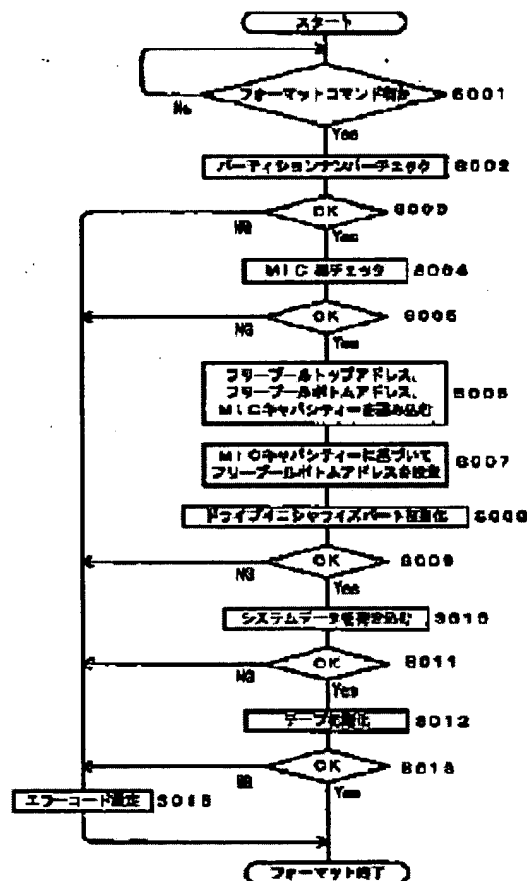 スタート
フォーマットコマンド有か S001
No
Yes
パーティションナンバーチェック S002
OK S003
NG
Yes
MIC チェック S004
OK S005
NG
Yes
フリープールトップアドレス、
フリープールボトムアドレス、
MICキャパシティーを読み込む
S006
MICキャパシティーに基づいて
フリープールボトムアドレスを設定
S007
ドライブイニシャライズパート初期化 S008
OK S009
NG
Yes
システムデータを書き込む S010
OK S011
NG
Yes
テープ初期化 S012
OK S013
NG
Yes
エラーコード設定
フォーマット終了